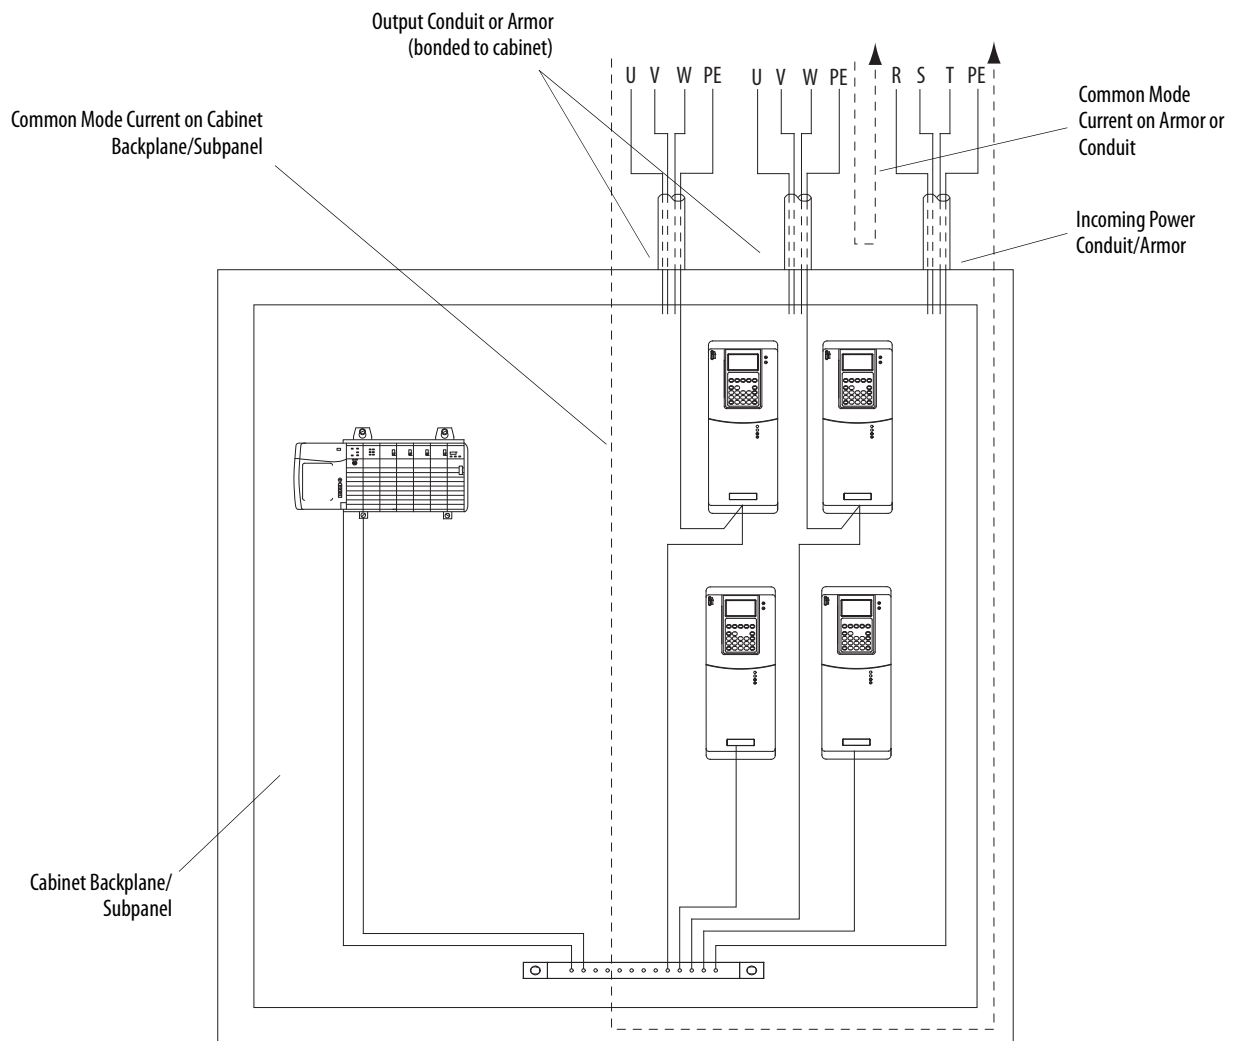 Output Conduit or Armor
(bonded to cabinet)
U V W PE
U V W PE
R S T PE
Common Mode Current on Cabinet
Backplane/Subpanel
Common Mode
Current on Armor or
Conduit
Incoming Power
Conduit/Armor
Cabinet Backplane/
Subpanel